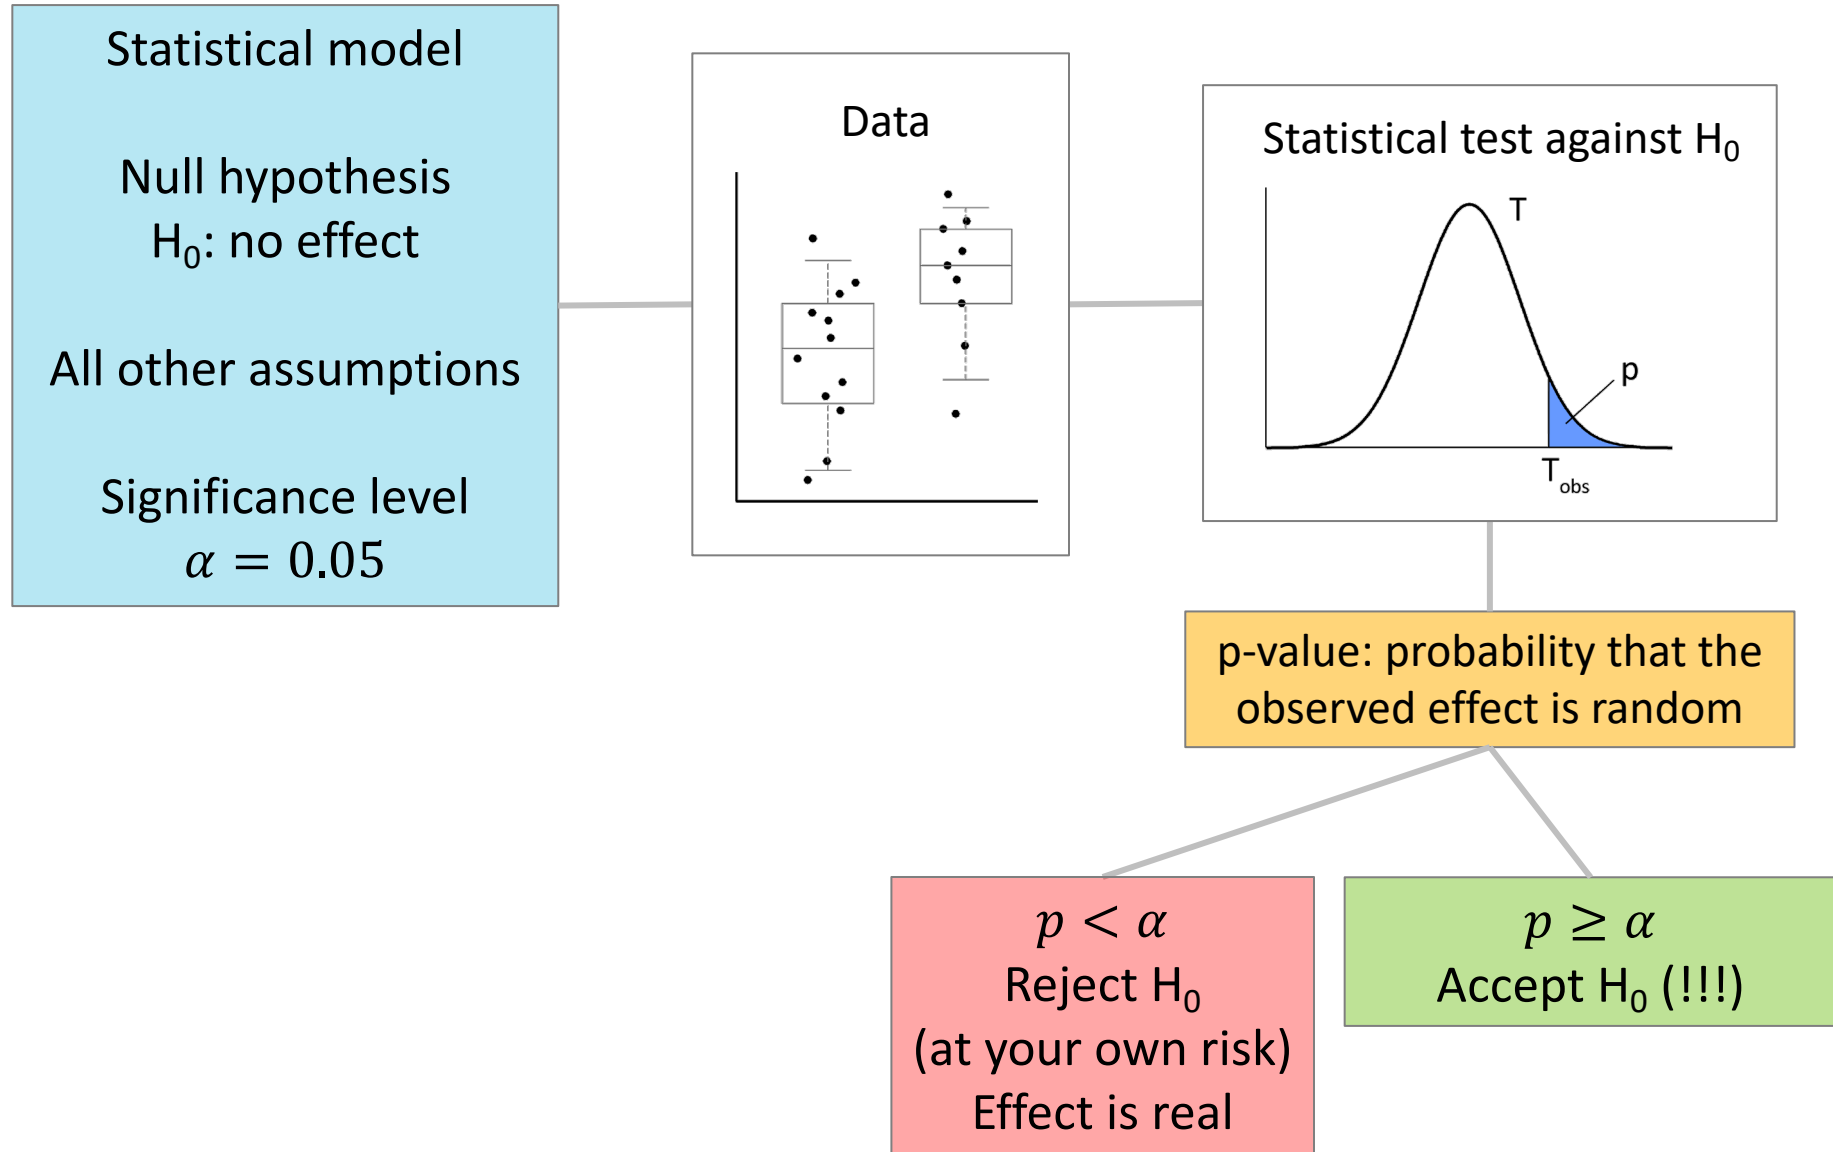 Statistical model
Null hypothesis
H₀: no effect
All other assumptions
Significance level
α = 0.05
Data
Statistical test against H₀
T
p
T_obs
p-value: probability that the
observed effect is random
p < α
Reject H₀
(at your own risk)
Effect is real
p ≥ α
Accept H₀ (!!!)